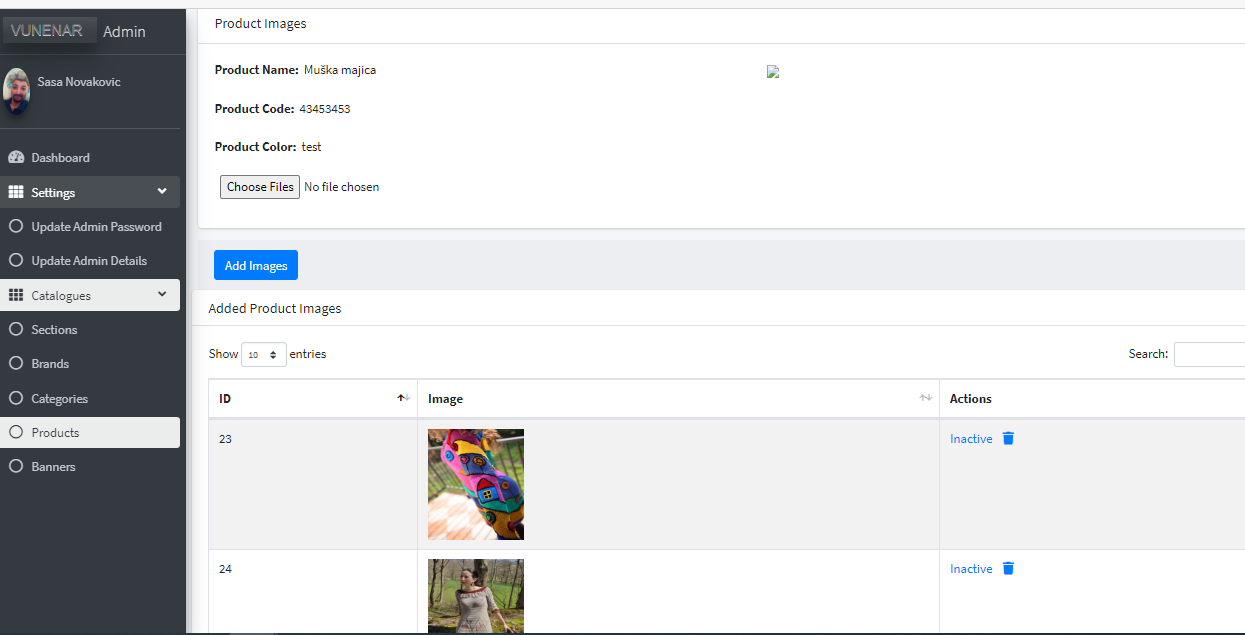 VUNENAR Admin
Sasa Novakovic
Dashboard
Settings
Update Admin Password
Update Admin Details
Catalogues
Sections
Brands
Categories
Products
Banners
Product Images
Product Name: Muška majica
Product Code: 43453453
Product Color: test
Choose Files No file chosen
Add Images
Added Product Images
Show 10 entries
Search:
ID Image Actions
23 Inactive
24 Inactive